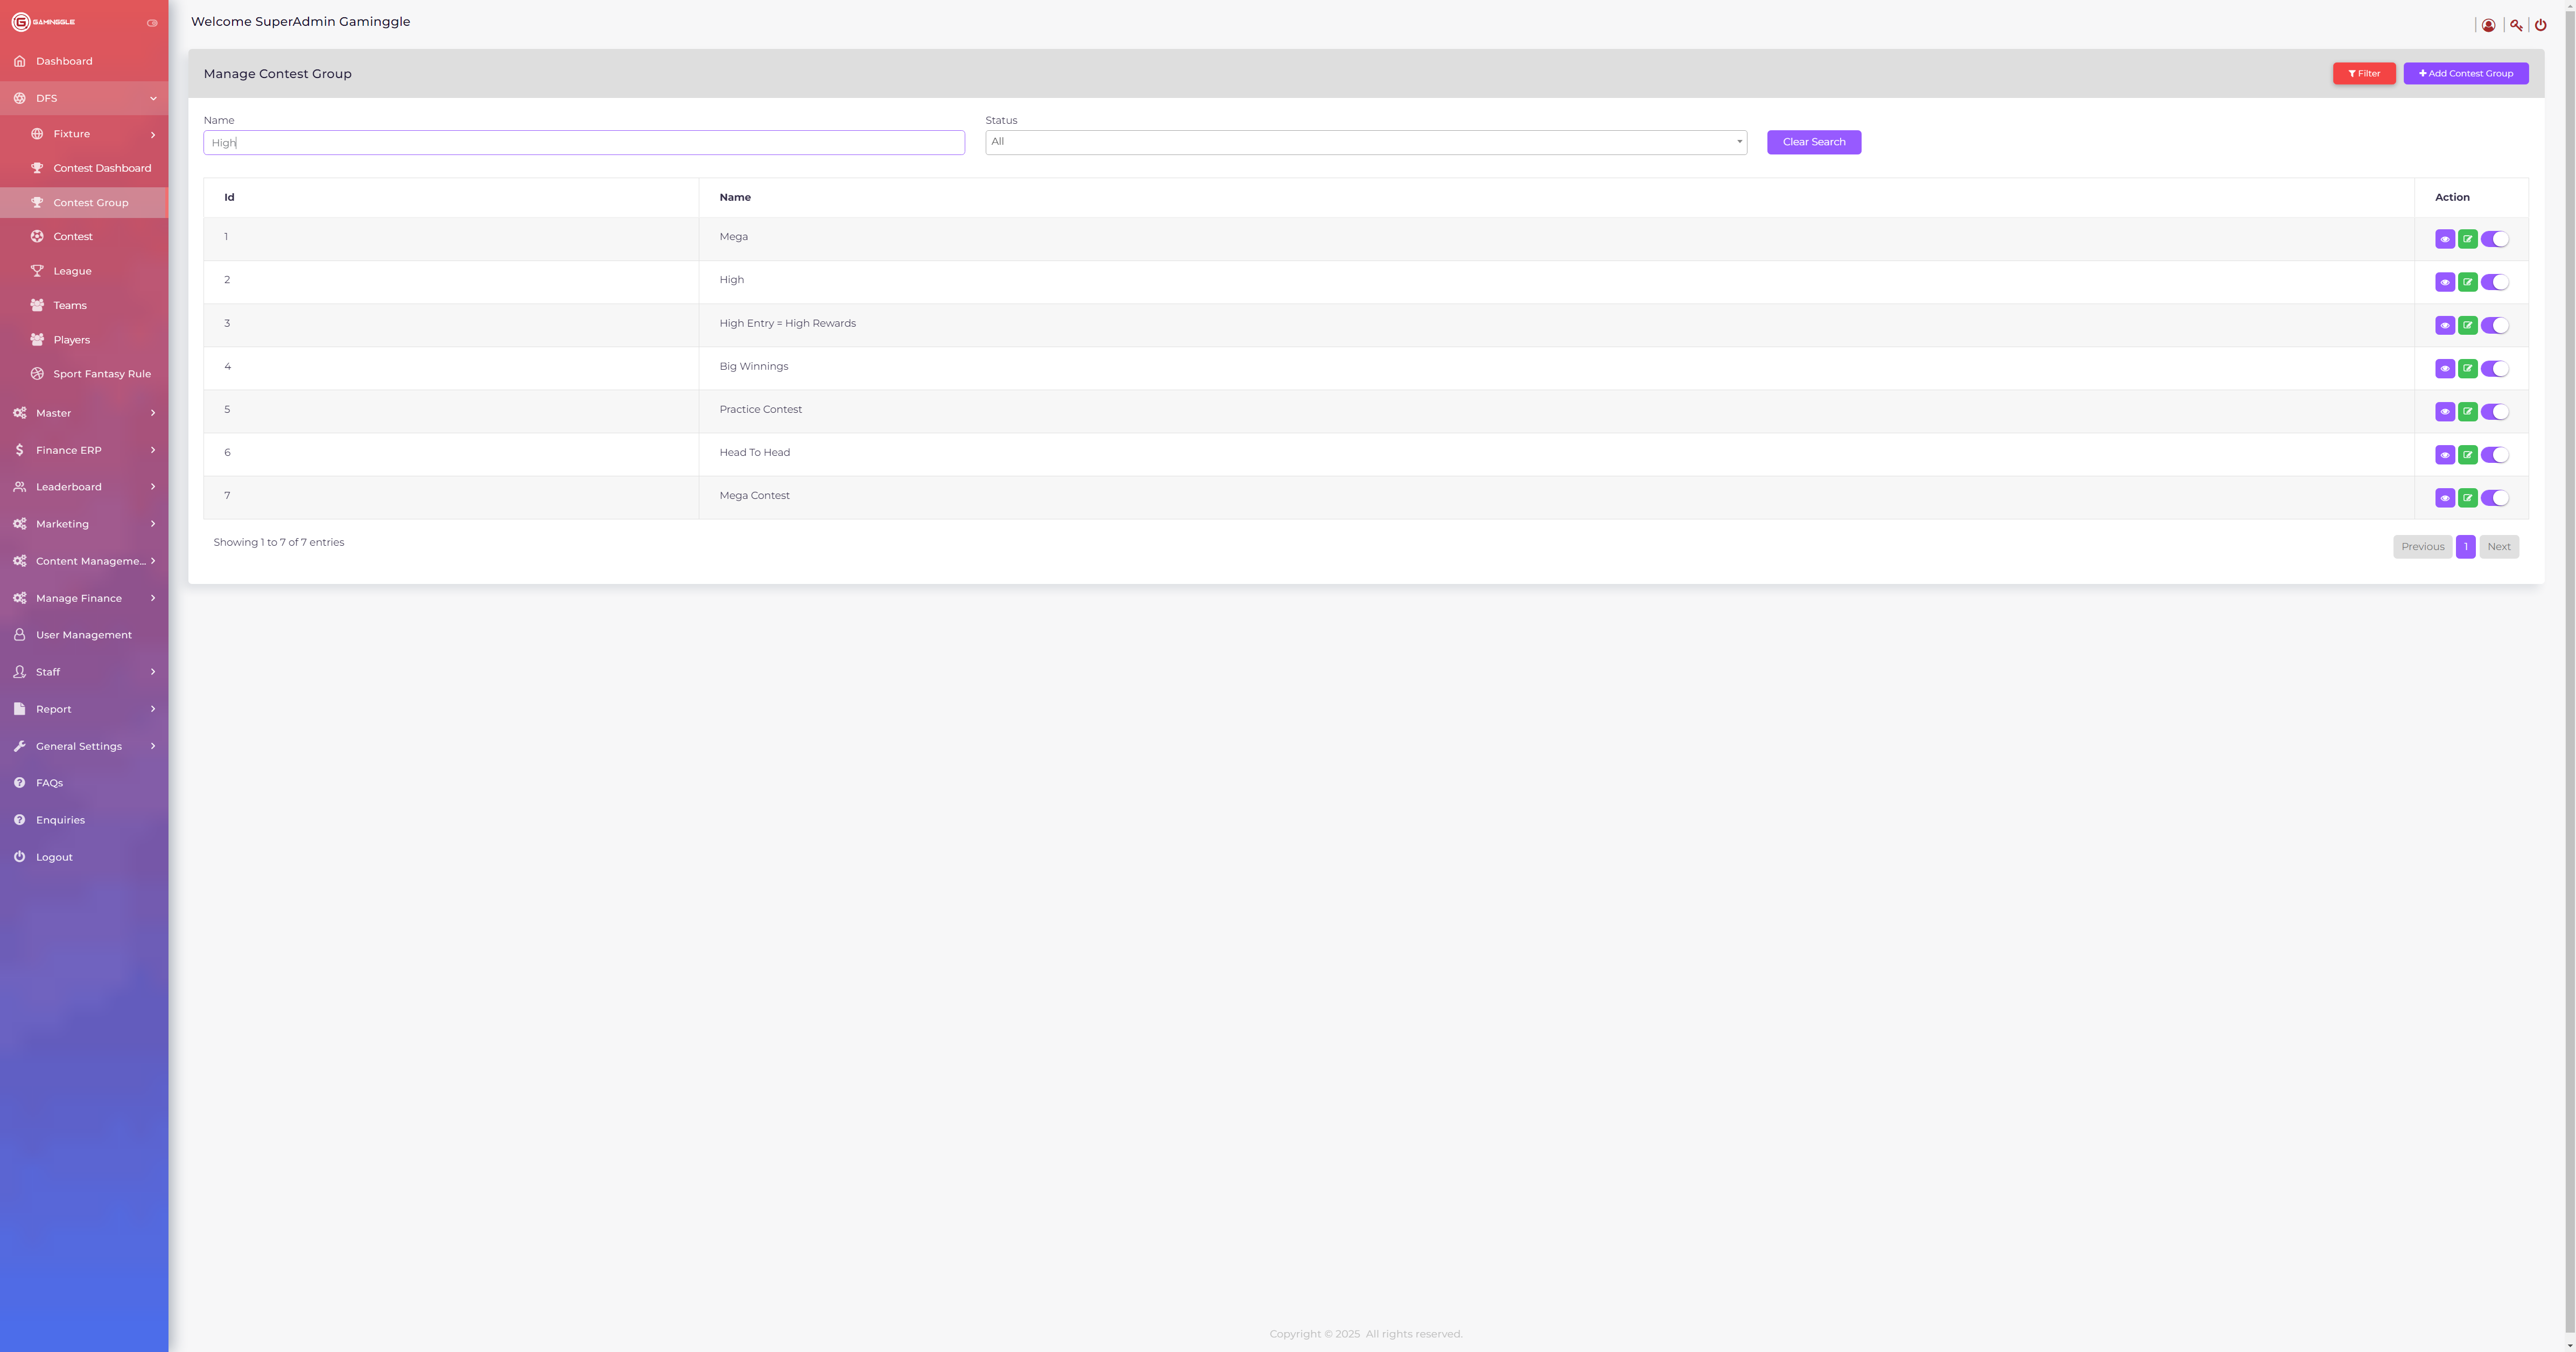 GAMINGGLE
Welcome SuperAdmin Gaminggle
Dashboard
DFS
Fixture
Contest Dashboard
Contest Group
Contest
League
Teams
Players
Sport Fantasy Rule
Master
Finance ERP
Leaderboard
Marketing
Content Manageme...
Manage Finance
User Management
Staff
Report
General Settings
FAQs
Enquiries
Logout
Manage Contest Group
Filter
Add Contest Group
Name
Status
High
All
Clear Search
Id Name Action
1 Mega
2 High
3 High Entry = High Rewards
4 Big Winnings
5 Practice Contest
6 Head To Head
7 Mega Contest
Showing 1 to 7 of 7 entries
Previous 1 Next
Copyright © 2025 All rights reserved.